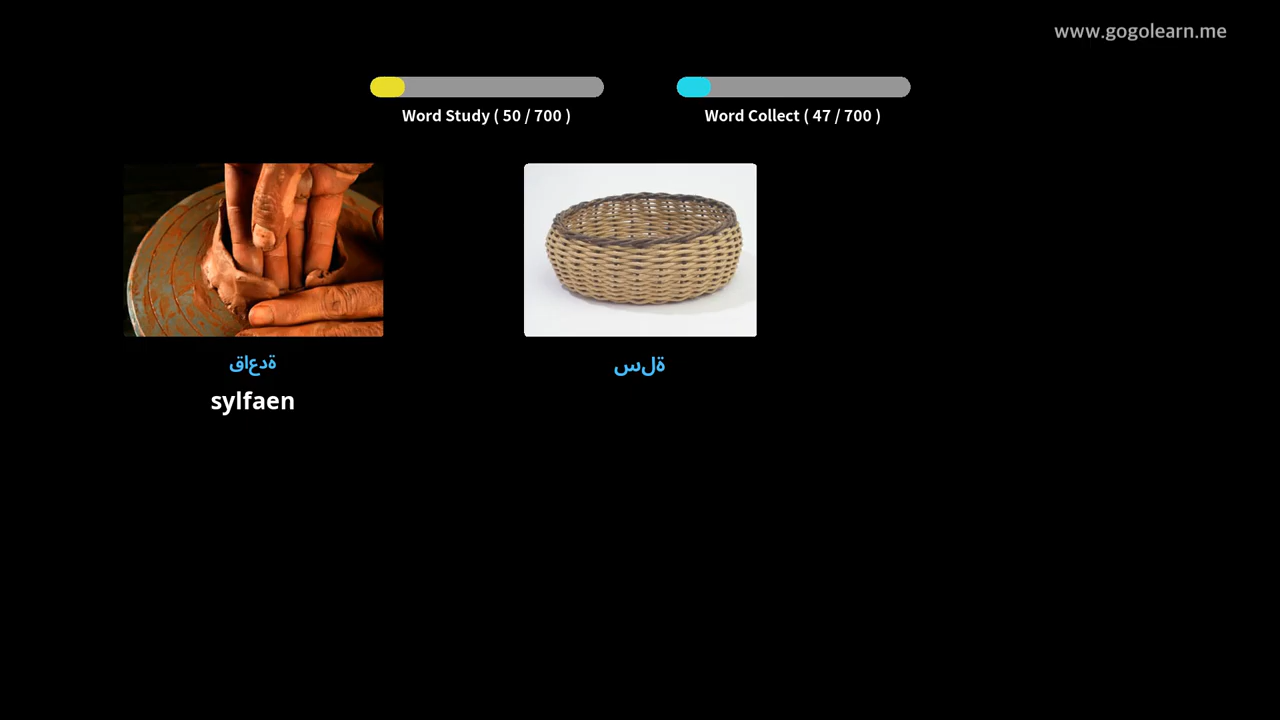 www.gogolearn.me
Word Study ( 50 / 700 )
Word Collect ( 47 / 700 )
ةدعاق
sylfaen
ةلس